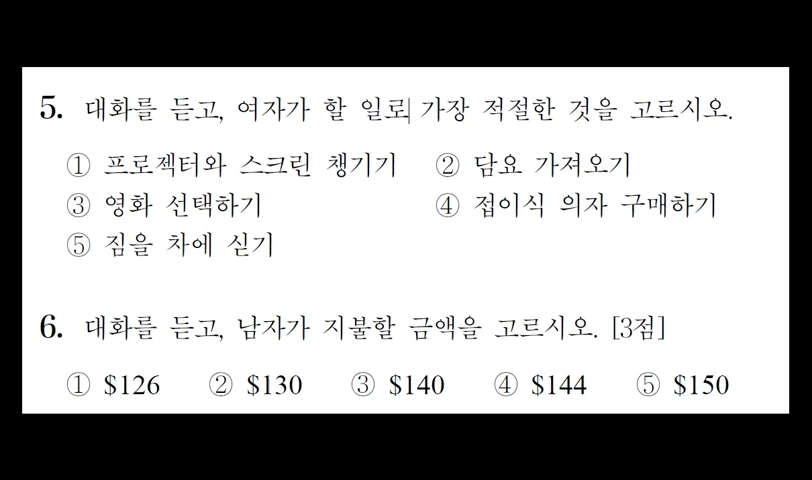 5. 대화를 듣고, 여자가 할 일로 가장 적절한 것을 고르시오.
① 프로젝터와 스크린 챙기기 ② 담요 가져오기
③ 영화 선택하기 ④ 접이식 의자 구매하기
⑤ 짐을 차에 싣기
6. 대화를 듣고, 남자가 지불할 금액을 고르시오. [3점]
① $126 ② $130 ③ $140 ④ $144 ⑤ $150